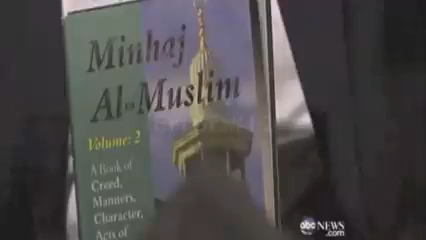 Minhaj
Al-Muslim
Volume: 2
A Book of
Creed,
Manners,
Character,
Acts of
abc NEWS
.com